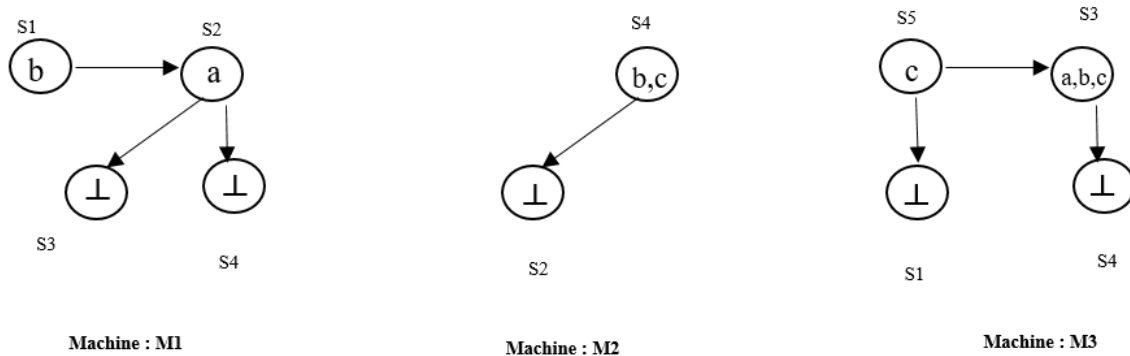 S1
S2
b
a
⊥
⊥
S3
S4
Machine : M1
S4
b,c
⊥
S2
Machine : M2
S5
S3
c
a,b,c
⊥
⊥
S1
S4
Machine : M3